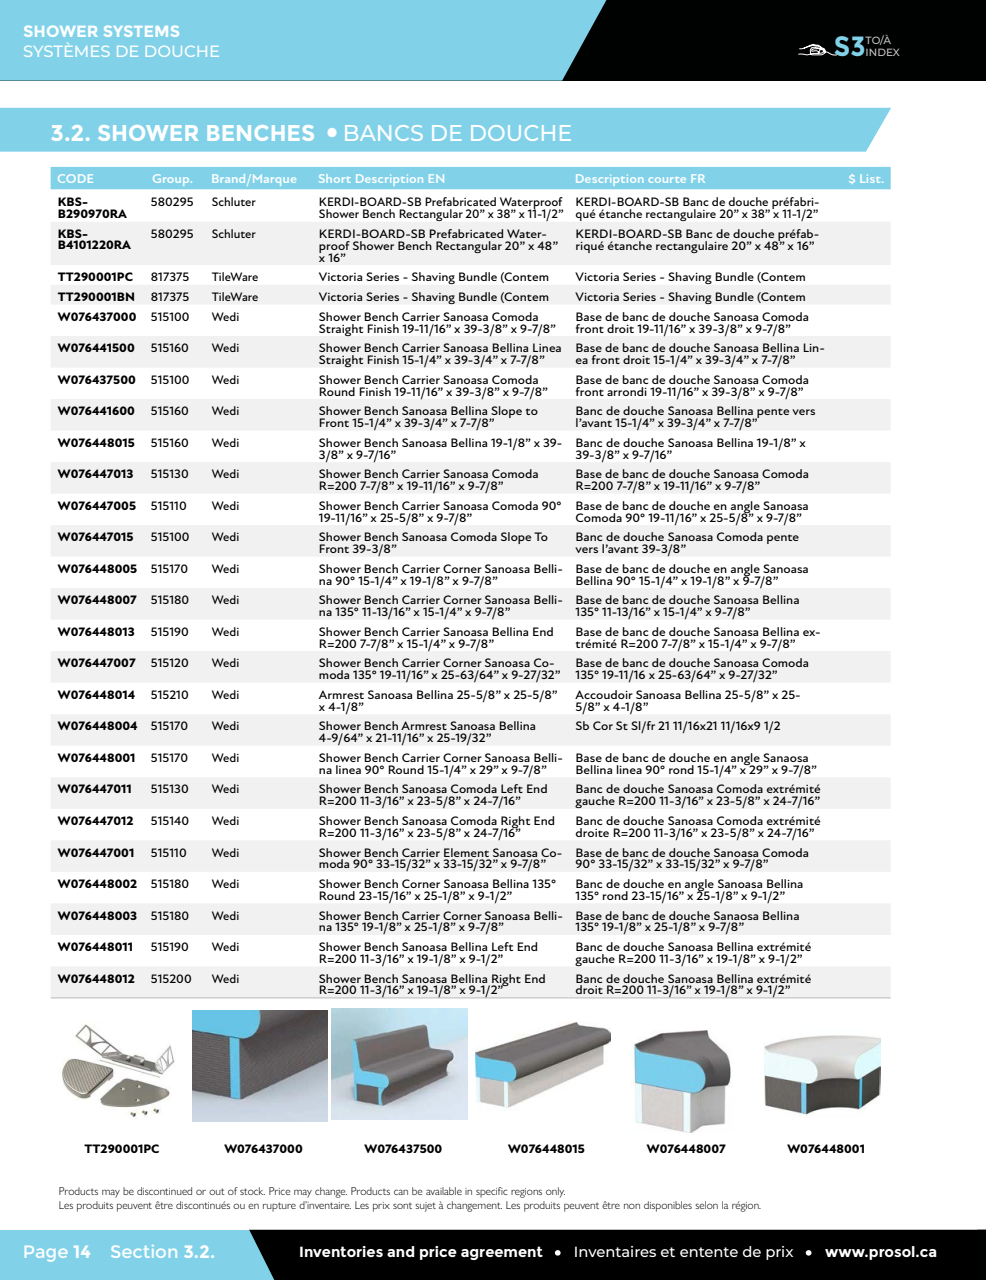 SHOWER SYSTEMS
SYSTÈMES DE DOUCHE
S3 TO/À INDEX
3.2. SHOWER BENCHES • BANCS DE DOUCHE
CODE Group. Brand/Marque Short Description EN Description courte FR $ List.
KBS- 580295 Schluter KERDI-BOARD-SB Prefabricated Waterproof KERDI-BOARD-SB Banc de douche préfabri-
B290970RA Shower Bench Rectangular 20” x 38” x 11-1/2” qué étanche rectangulaire 20” x 38” x 11-1/2”
KBS- 580295 Schluter KERDI-BOARD-SB Prefabricated Water- KERDI-BOARD-SB Banc de douche préfab-
B4101220RA proof Shower Bench Rectangular 20” x 48” riqué étanche rectangulaire 20” x 48” x 16”
x 16”
TT290001PC 817375 TileWare Victoria Series - Shaving Bundle (Contem Victoria Series - Shaving Bundle (Contem
TT290001BN 817375 TileWare Victoria Series - Shaving Bundle (Contem Victoria Series - Shaving Bundle (Contem
W076437000 515100 Wedi Shower Bench Carrier Sanoasa Comoda Base de banc de douche Sanoasa Comoda
Straight Finish 19-11/16” x 39-3/8” x 9-7/8” front droit 19-11/16” x 39-3/8” x 9-7/8”
W076441500 515160 Wedi Shower Bench Carrier Sanoasa Bellina Linea Base de banc de douche Sanoasa Bellina Lin-
Straight Finish 15-1/4” x 39-3/4” x 7-7/8” ea front droit 15-1/4” x 39-3/4” x 7-7/8”
W076437500 515100 Wedi Shower Bench Carrier Sanoasa Comoda Base de banc de douche Sanoasa Comoda
Round Finish 19-11/16” x 39-3/8” x 9-7/8” front arrondi 19-11/16” x 39-3/8” x 9-7/8”
W076441600 515160 Wedi Shower Bench Sanoasa Bellina Slope to Banc de douche Sanoasa Bellina pente vers
Front 15-1/4” x 39-3/4” x 7-7/8” l’avant 15-1/4” x 39-3/4” x 7-7/8”
W076448015 515160 Wedi Shower Bench Sanoasa Bellina 19-1/8” x 39- Banc de douche Sanoasa Bellina 19-1/8” x
3/8” x 9-7/16” 39-3/8” x 9-7/16”
W076447013 515130 Wedi Shower Bench Carrier Sanoasa Comoda Base de banc de douche Sanoasa Comoda
R=200 7-7/8” x 19-11/16” x 9-7/8” R=200 7-7/8” x 19-11/16” x 9-7/8”
W076447005 515110 Wedi Shower Bench Carrier Sanoasa Comoda 90° Base de banc de douche en angle Sanoasa
19-11/16” x 25-5/8” x 9-7/8” Comoda 90° 19-11/16” x 25-5/8” x 9-7/8”
W076447015 515100 Wedi Shower Bench Sanoasa Comoda Slope To Banc de douche Sanoasa Comoda pente
Front 39-3/8” vers l’avant 39-3/8”
W076448005 515170 Wedi Shower Bench Carrier Corner Sanoasa Belli- Base de banc de douche en angle Sanoasa
na 90° 15-1/4” x 19-1/8” x 9-7/8” Bellina 90° 15-1/4” x 19-1/8” x 9-7/8”
W076448007 515180 Wedi Shower Bench Carrier Corner Sanoasa Belli- Base de banc de douche Sanoasa Bellina
na 135° 11-13/16” x 15-1/4” x 9-7/8” 135° 11-13/16” x 15-1/4” x 9-7/8”
W076448013 515190 Wedi Shower Bench Carrier Sanoasa Bellina End Base de banc de douche Sanoasa Bellina ex-
R=200 7-7/8” x 15-1/4” x 9-7/8” trémité R=200 7-7/8” x 15-1/4” x 9-7/8”
W076447007 515120 Wedi Shower Bench Carrier Corner Sanoasa Co- Base de banc de douche Sanoasa Comoda
moda 135° 19-11/16” x 25-63/64” x 9-27/32” 135° 19-11/16 x 25-63/64” x 9-27/32”
W076448014 515210 Wedi Armrest Sanoasa Bellina 25-5/8” x 25-5/8” Accoudoir Sanoasa Bellina 25-5/8” x 25-
x 4-1/8” 5/8” x 4-1/8”
W076448004 515170 Wedi Shower Bench Armrest Sanoasa Bellina Sb Cor St Sl/fr 21 11/16x21 11/16x9 1/2
4-9/64” x 21-11/16” x 25-19/32”
W076448001 515170 Wedi Shower Bench Carrier Corner Sanoasa Belli- Base de banc de douche en angle Sanaosa
na linea 90° Round 15-1/4” x 29” x 9-7/8” Bellina linea 90° rond 15-1/4” x 29” x 9-7/8”
W076447011 515130 Wedi Shower Bench Sanoasa Comoda Left End Banc de douche Sanoasa Comoda extrémité
R=200 11-3/16” x 23-5/8” x 24-7/16” gauche R=200 11-3/16” x 23-5/8” x 24-7/16”
W076447012 515140 Wedi Shower Bench Sanoasa Comoda Right End Banc de douche Sanoasa Comoda extrémité
R=200 11-3/16” x 23-5/8” x 24-7/16” droite R=200 11-3/16” x 23-5/8” x 24-7/16”
W076447001 515110 Wedi Shower Bench Carrier Element Sanoasa Co- Base de banc de douche Sanoasa Comoda
moda 90° 33-15/32” x 33-15/32” x 9-7/8” 90° 33-15/32” x 33-15/32” x 9-7/8”
W076448002 515180 Wedi Shower Bench Corner Sanoasa Bellina 135° Banc de douche en angle Sanoasa Bellina
Round 23-15/16” x 25-1/8” x 9-1/2” 135° rond 23-15/16” x 25-1/8” x 9-1/2”
W076448003 515180 Wedi Shower Bench Carrier Corner Sanoasa Belli- Base de banc de douche Sanaosa Bellina
na 135° 19-1/8” x 25-1/8” x 9-7/8” 135° 19-1/8” x 25-1/8” x 9-7/8”
W076448011 515190 Wedi Shower Bench Sanoasa Bellina Left End Banc de douche Sanoasa Bellina extrémité
R=200 11-3/16” x 19-1/8” x 9-1/2” gauche R=200 11-3/16” x 19-1/8” x 9-1/2”
W076448012 515200 Wedi Shower Bench Sanoasa Bellina Right End Banc de douche Sanoasa Bellina extrémité
R=200 11-3/16” x 19-1/8” x 9-1/2” droit R=200 11-3/16” x 19-1/8” x 9-1/2”
TT290001PC W076437000 W076437500 W076448015 W076448007 W076448001
Products may be discontinued or out of stock. Price may change. Products can be available in specific regions only.
Les produits peuvent être discontinués ou en rupture d’inventaire. Les prix sont sujet à changement. Les produits peuvent être non disponibles selon la région.
Page 14 Section 3.2. Inventories and price agreement • Inventaires et entente de prix • www.prosol.ca